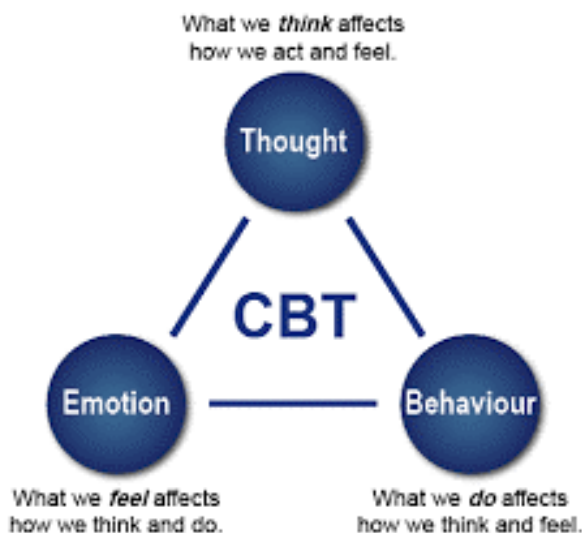 What we think affects
how we act and feel.
Thought
CBT
Emotion
Behaviour
What we feel affects
how we think and do.
What we do affects
how we think and feel.